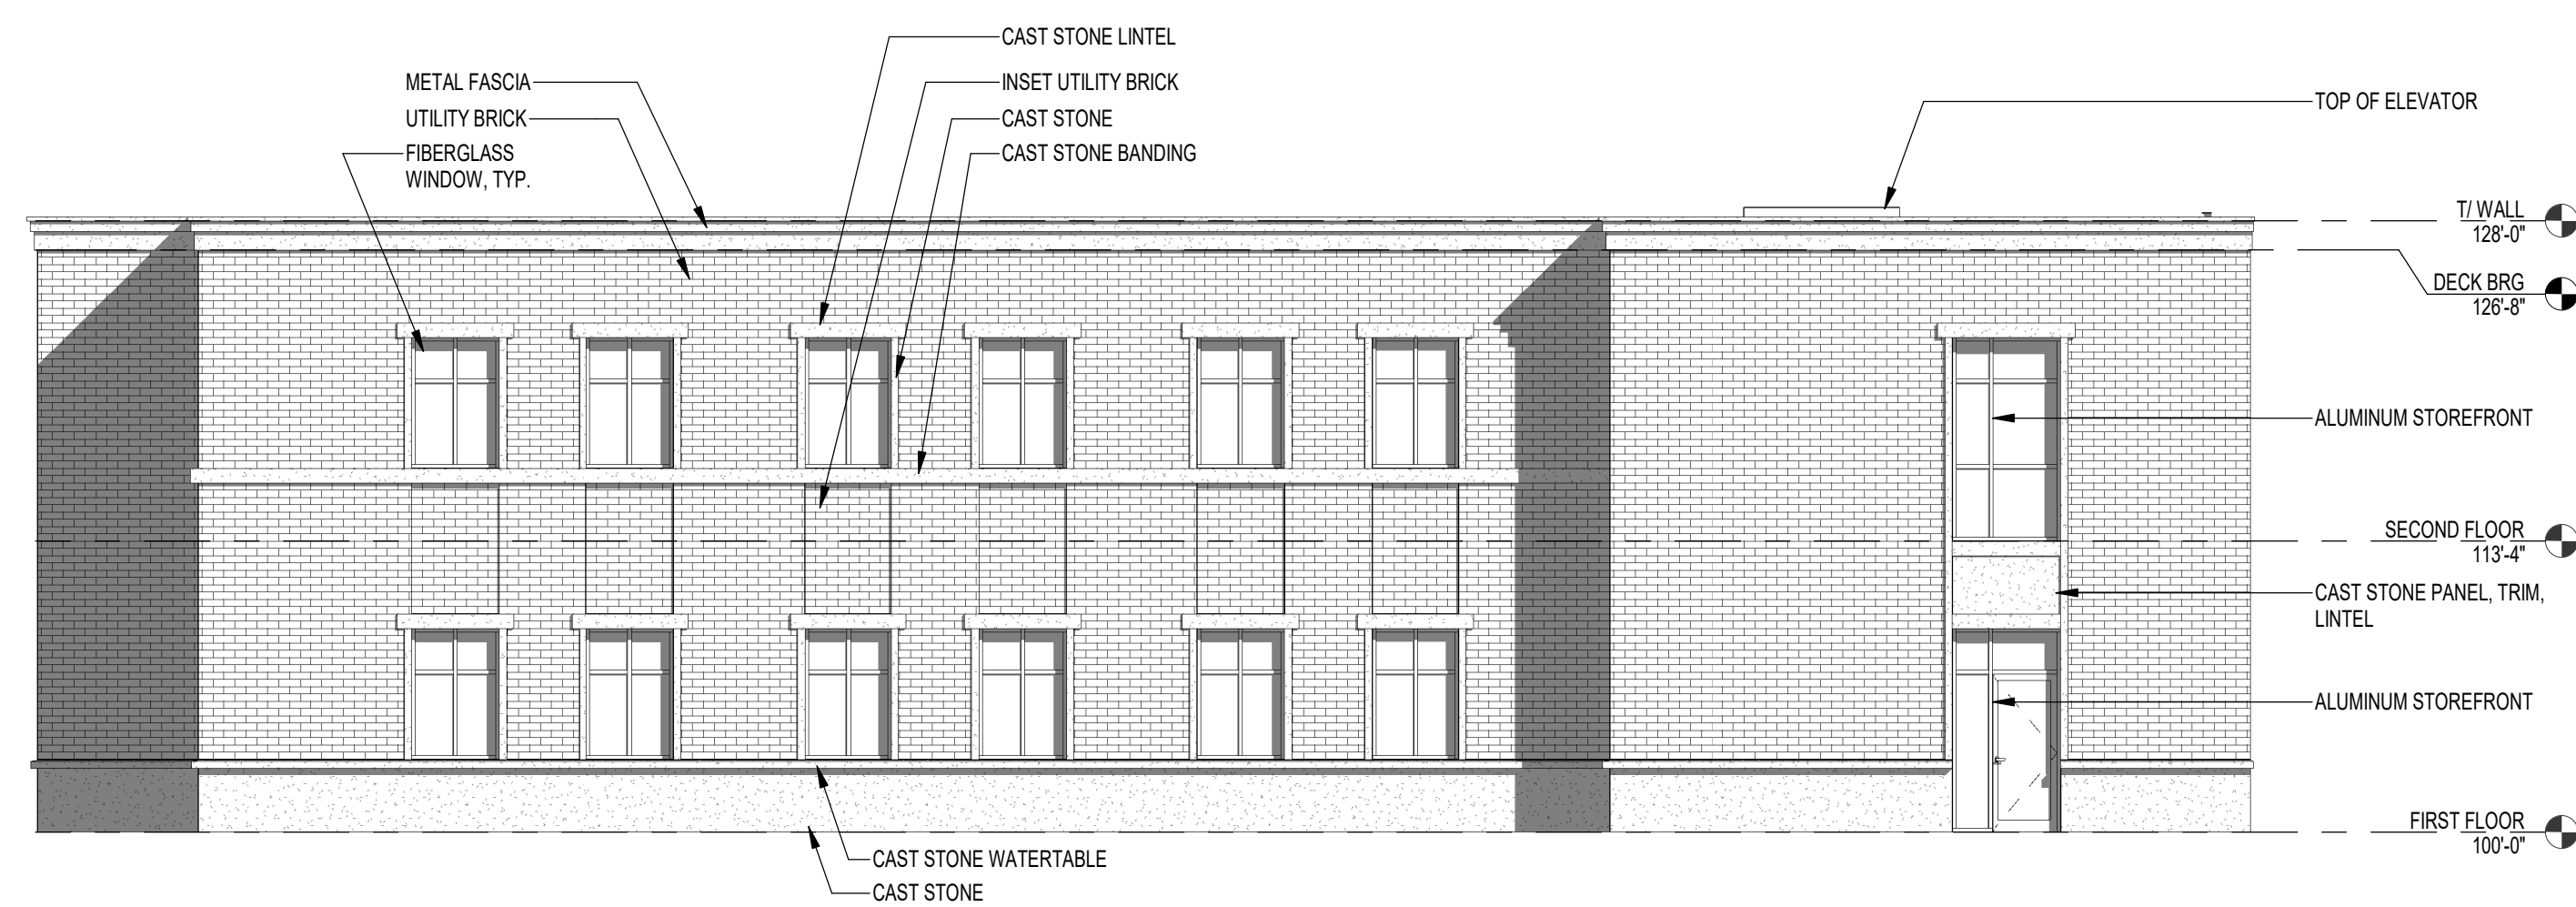 CAST STONE LINTEL
METAL FASCIA
INSET UTILITY BRICK
TOP OF ELEVATOR
UTILITY BRICK
CAST STONE
FIBERGLASS
WINDOW, TYP.
CAST STONE BANDING
T/ WALL
128'-0"
DECK BRG
126'-8"
ALUMINUM STOREFRONT
SECOND FLOOR
113'-4"
CAST STONE PANEL, TRIM,
LINTEL
ALUMINUM STOREFRONT
FIRST FLOOR
100'-0"
CAST STONE WATERTABLE
CAST STONE